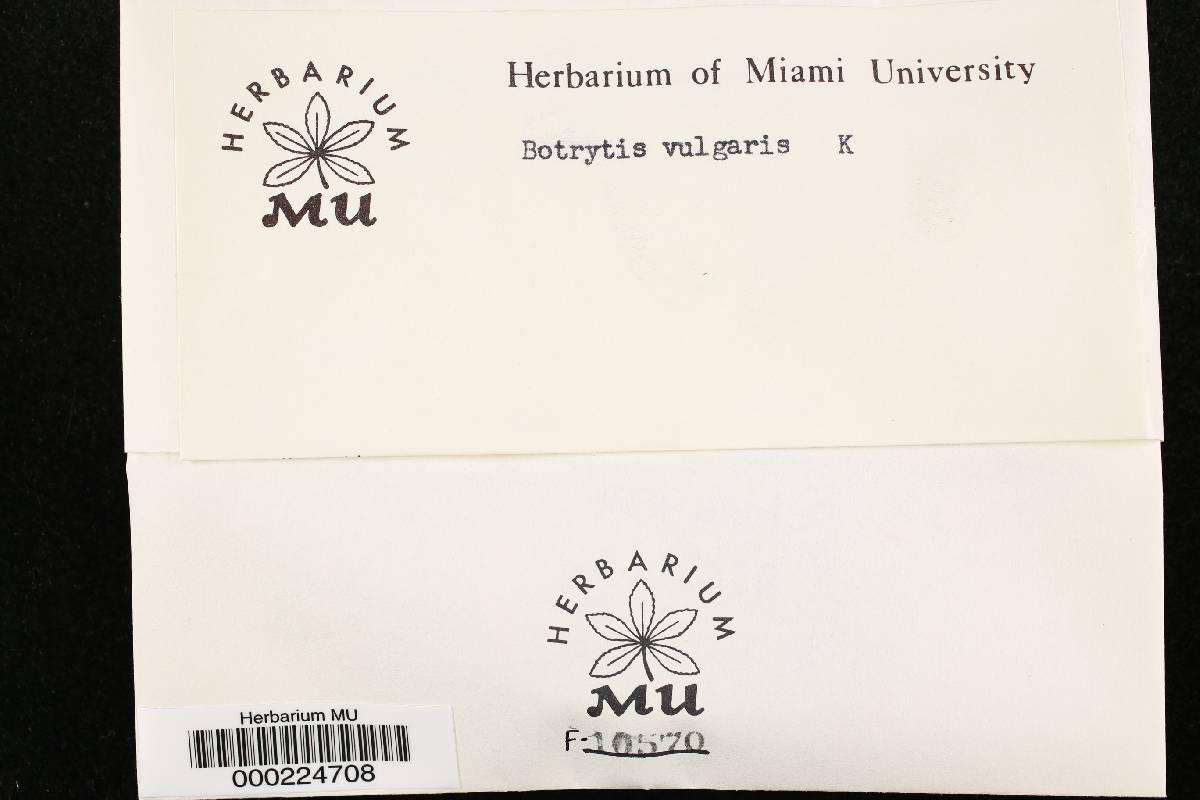 HERBARIUM
MU
Herbarium of Miami University
Botrytis vulgaris K
HERBARIUM
MU
F-10570
Herbarium MU
000224708